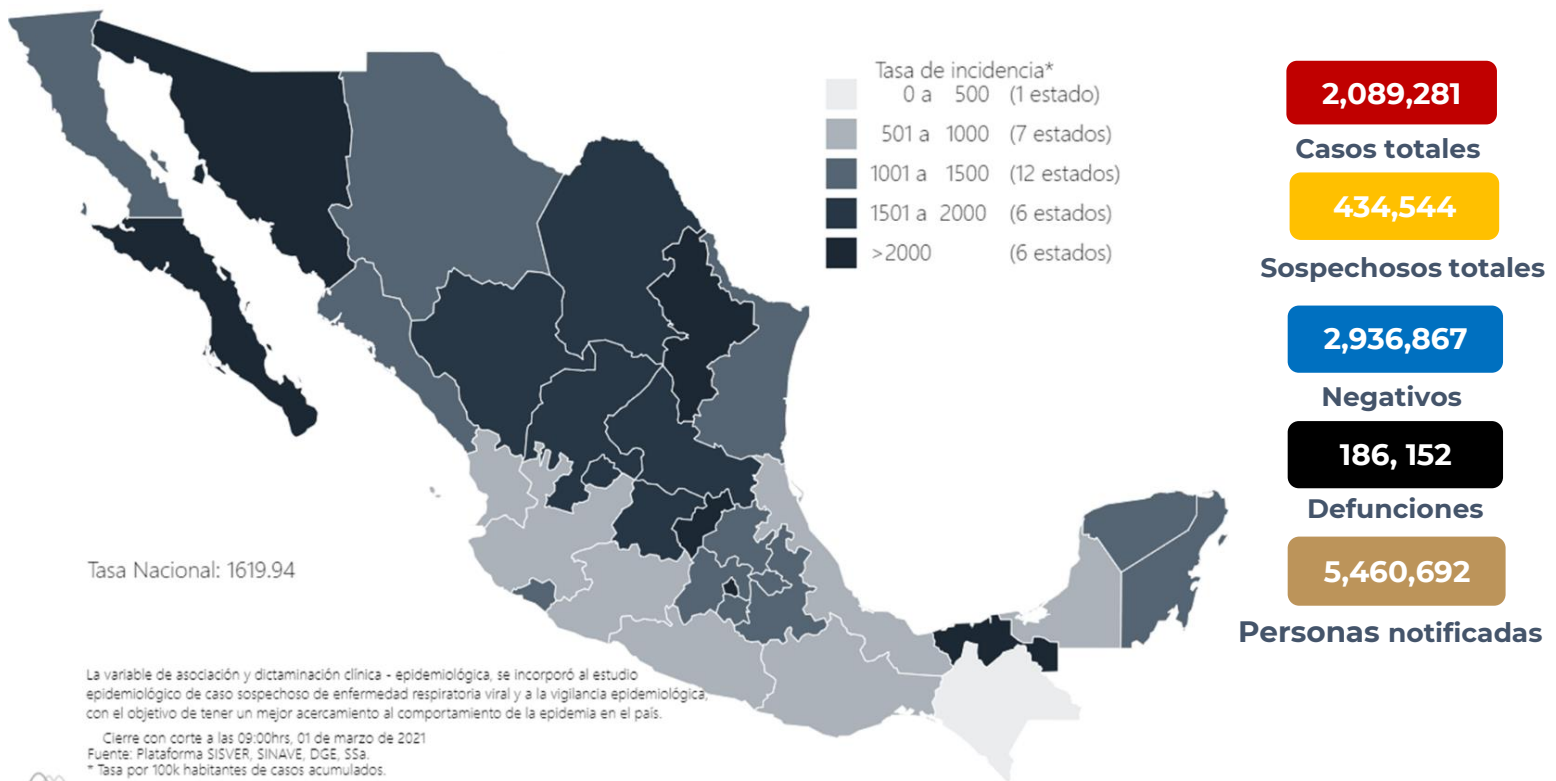 Tasa de incidencia*
0 a 500 (1 estado)
501 a 1000 (7 estados)
1001 a 1500 (12 estados)
1501 a 2000 (6 estados)
>2000 (6 estados)
2,089,281
Casos totales
434,544
Sospechosos totales
2,936,867
Negativos
186, 152
Defunciones
5,460,692
Personas notificadas
Tasa Nacional: 1619.94
La variable de asociación y dictaminación clínica - epidemiológica, se incorporó al estudio
epidemiológico de caso sospechoso de enfermedad respiratoria viral y a la vigilancia epidemiológica,
con el objetivo de tener un mejor acercamiento al comportamiento de la epidemia en el país.
Cierre con corte a las 09:00hrs, 01 de marzo de 2021
Fuente: Plataforma SISVER, SINAVE, DGE, SSa.
* Tasa por 100k habitantes de casos acumulados.